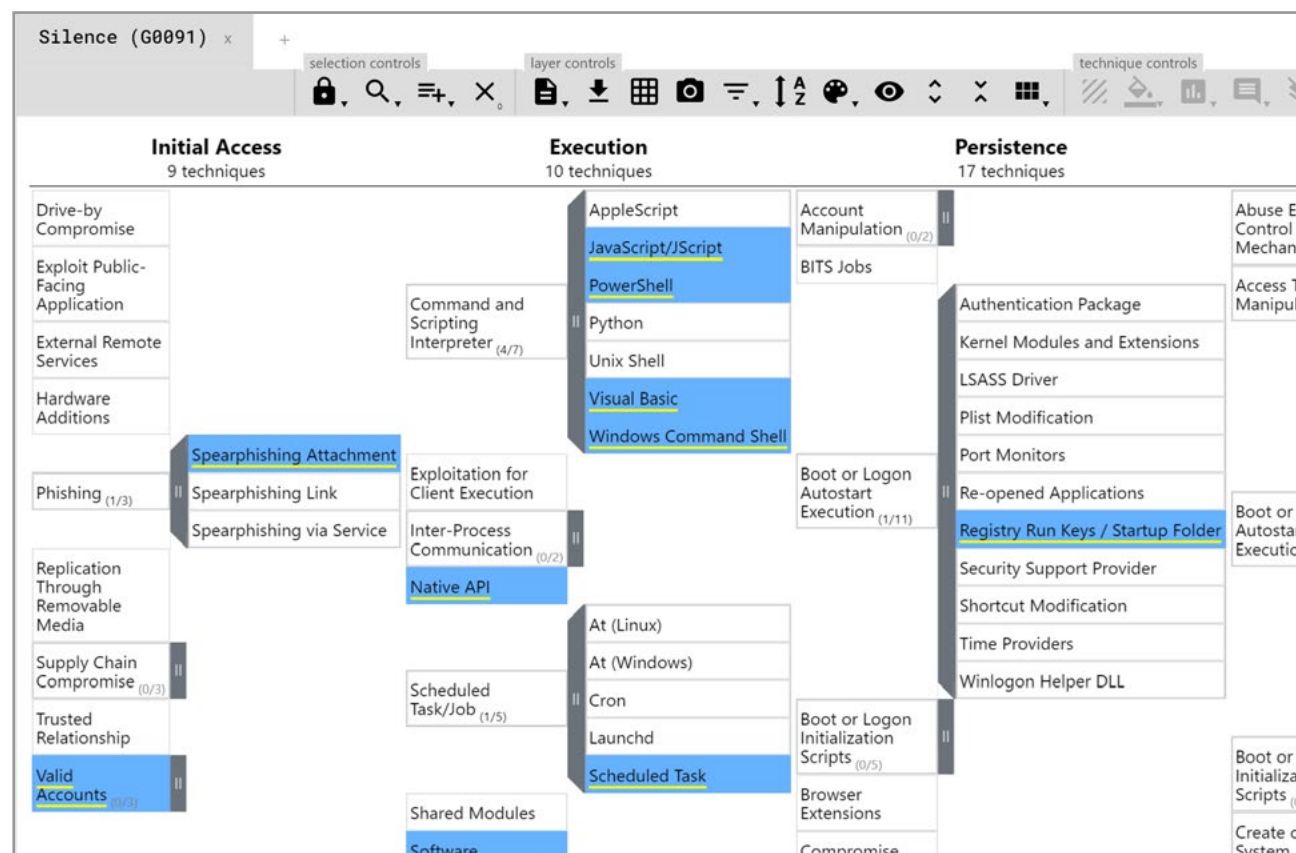 Silence (G0091) x +
selection controls
layer controls
technique controls
0
A
Z
Initial Access
9 techniques
Drive-by
Compromise
Exploit Public-
Facing
Application
External Remote
Services
Hardware
Additions
Phishing (1/3)
Spearphishing Attachment
Spearphishing Link
Spearphishing via Service
Replication
Through
Removable
Media
Supply Chain
Compromise (0/3)
Trusted
Relationship
Valid
Accounts (0/3)
Execution
10 techniques
Command and
Scripting
Interpreter (4/7)
AppleScript
JavaScript/JScript
PowerShell
Python
Unix Shell
Visual Basic
Windows Command Shell
Exploitation for
Client Execution
Inter-Process
Communication (0/2)
Native API
Scheduled
Task/Job (1/5)
At (Linux)
At (Windows)
Cron
Launchd
Scheduled Task
Shared Modules
Software
Persistence
17 techniques
Account
Manipulation (0/2)
BITS Jobs
Boot or Logon
Autostart
Execution (1/11)
Authentication Package
Kernel Modules and Extensions
LSASS Driver
Plist Modification
Port Monitors
Re-opened Applications
Registry Run Keys / Startup Folder
Security Support Provider
Shortcut Modification
Time Providers
Winlogon Helper DLL
Boot or Logon
Initialization
Scripts (0/5)
Browser
Extensions
Compromise
Abuse E
Control
Mechan
Access T
Manipul
Boot or
Autosta
Executio
Boot or
Initializa
Scripts
Create o
System